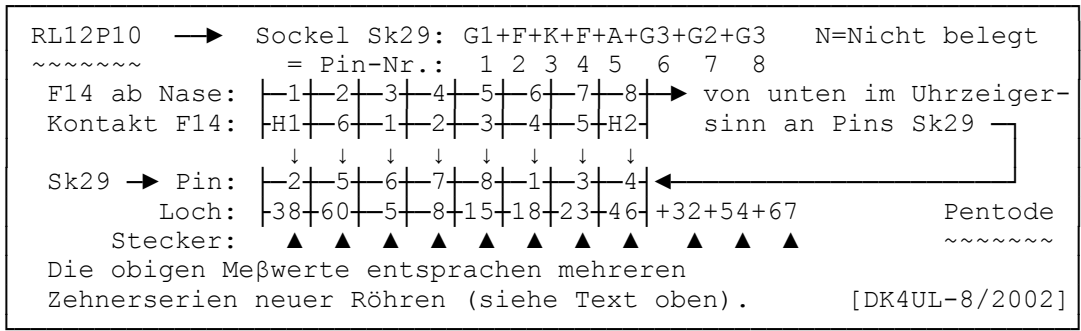 RL12P10 ─► Sockel Sk29: G1+F+K+F+A+G3+G2+G3 N=Nicht belegt
~~~~~~~ = Pin-Nr.: 1 2 3 4 5 6 7 8
F14 ab Nase: ├─1┼─2┼─3┼─4┼─5┼─6┼─7┼─8┼─► von unten im Uhrzeiger-
Kontakt F14: ├H1┼─6┼─1┼─2┼─3┼─4┼─5┼H2┤ sinn an Pins Sk29 ─┐
↓ ↓ ↓ ↓ ↓ ↓ ↓ ↓
Sk29 ─► Pin: ├─2┼─5┼─6┼─7┼─8┼─1┼─3┼─4┤◄─┘
Loch: ├38┼60┼─5┼─8┼15┼18┼23┼46┤+32+54+67 Pentode
Stecker: ▲ ▲ ▲ ▲ ▲ ▲ ▲ ▲ ▲ ▲ ▲ ~~~~~~~
Die obigen Meβwerte entsprachen mehreren
Zehnerserien neuer Röhren (siehe Text oben). [DK4UL-8/2002]